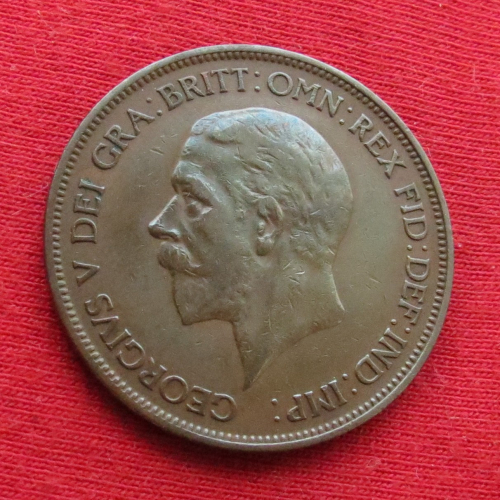 GEORGIVS V DEI GRA: BRITT: OMN: REX FID: DEF: IND: IMP: